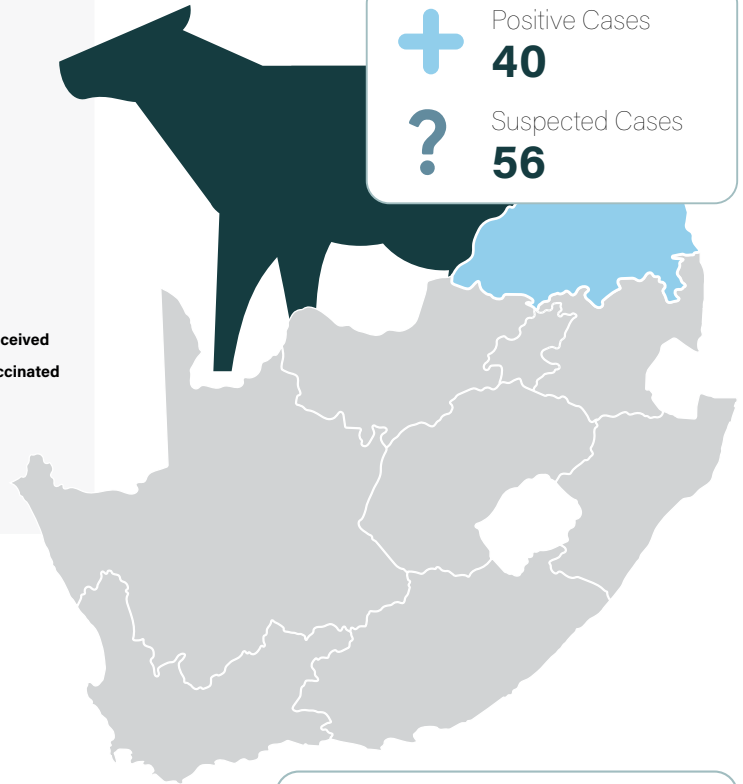 Positive Cases
40
?
Suspected Cases
56
ceived
ccinated